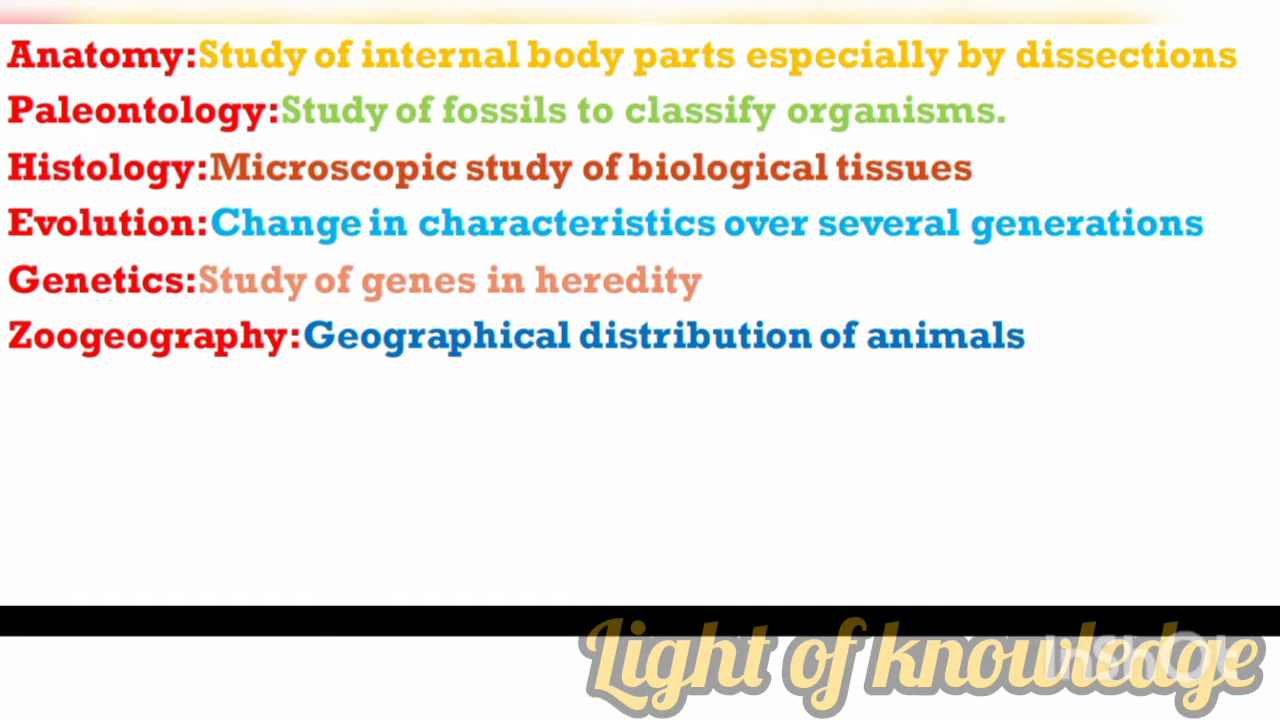 Anatomy:Study of internal body parts especially by dissections
Paleontology:Study of fossils to classify organisms.
Histology:Microscopic study of biological tissues
Evolution:Change in characteristics over several generations
Genetics:Study of genes in heredity
Zoogeography:Geographical distribution of animals
Light of knowledge
InShOt